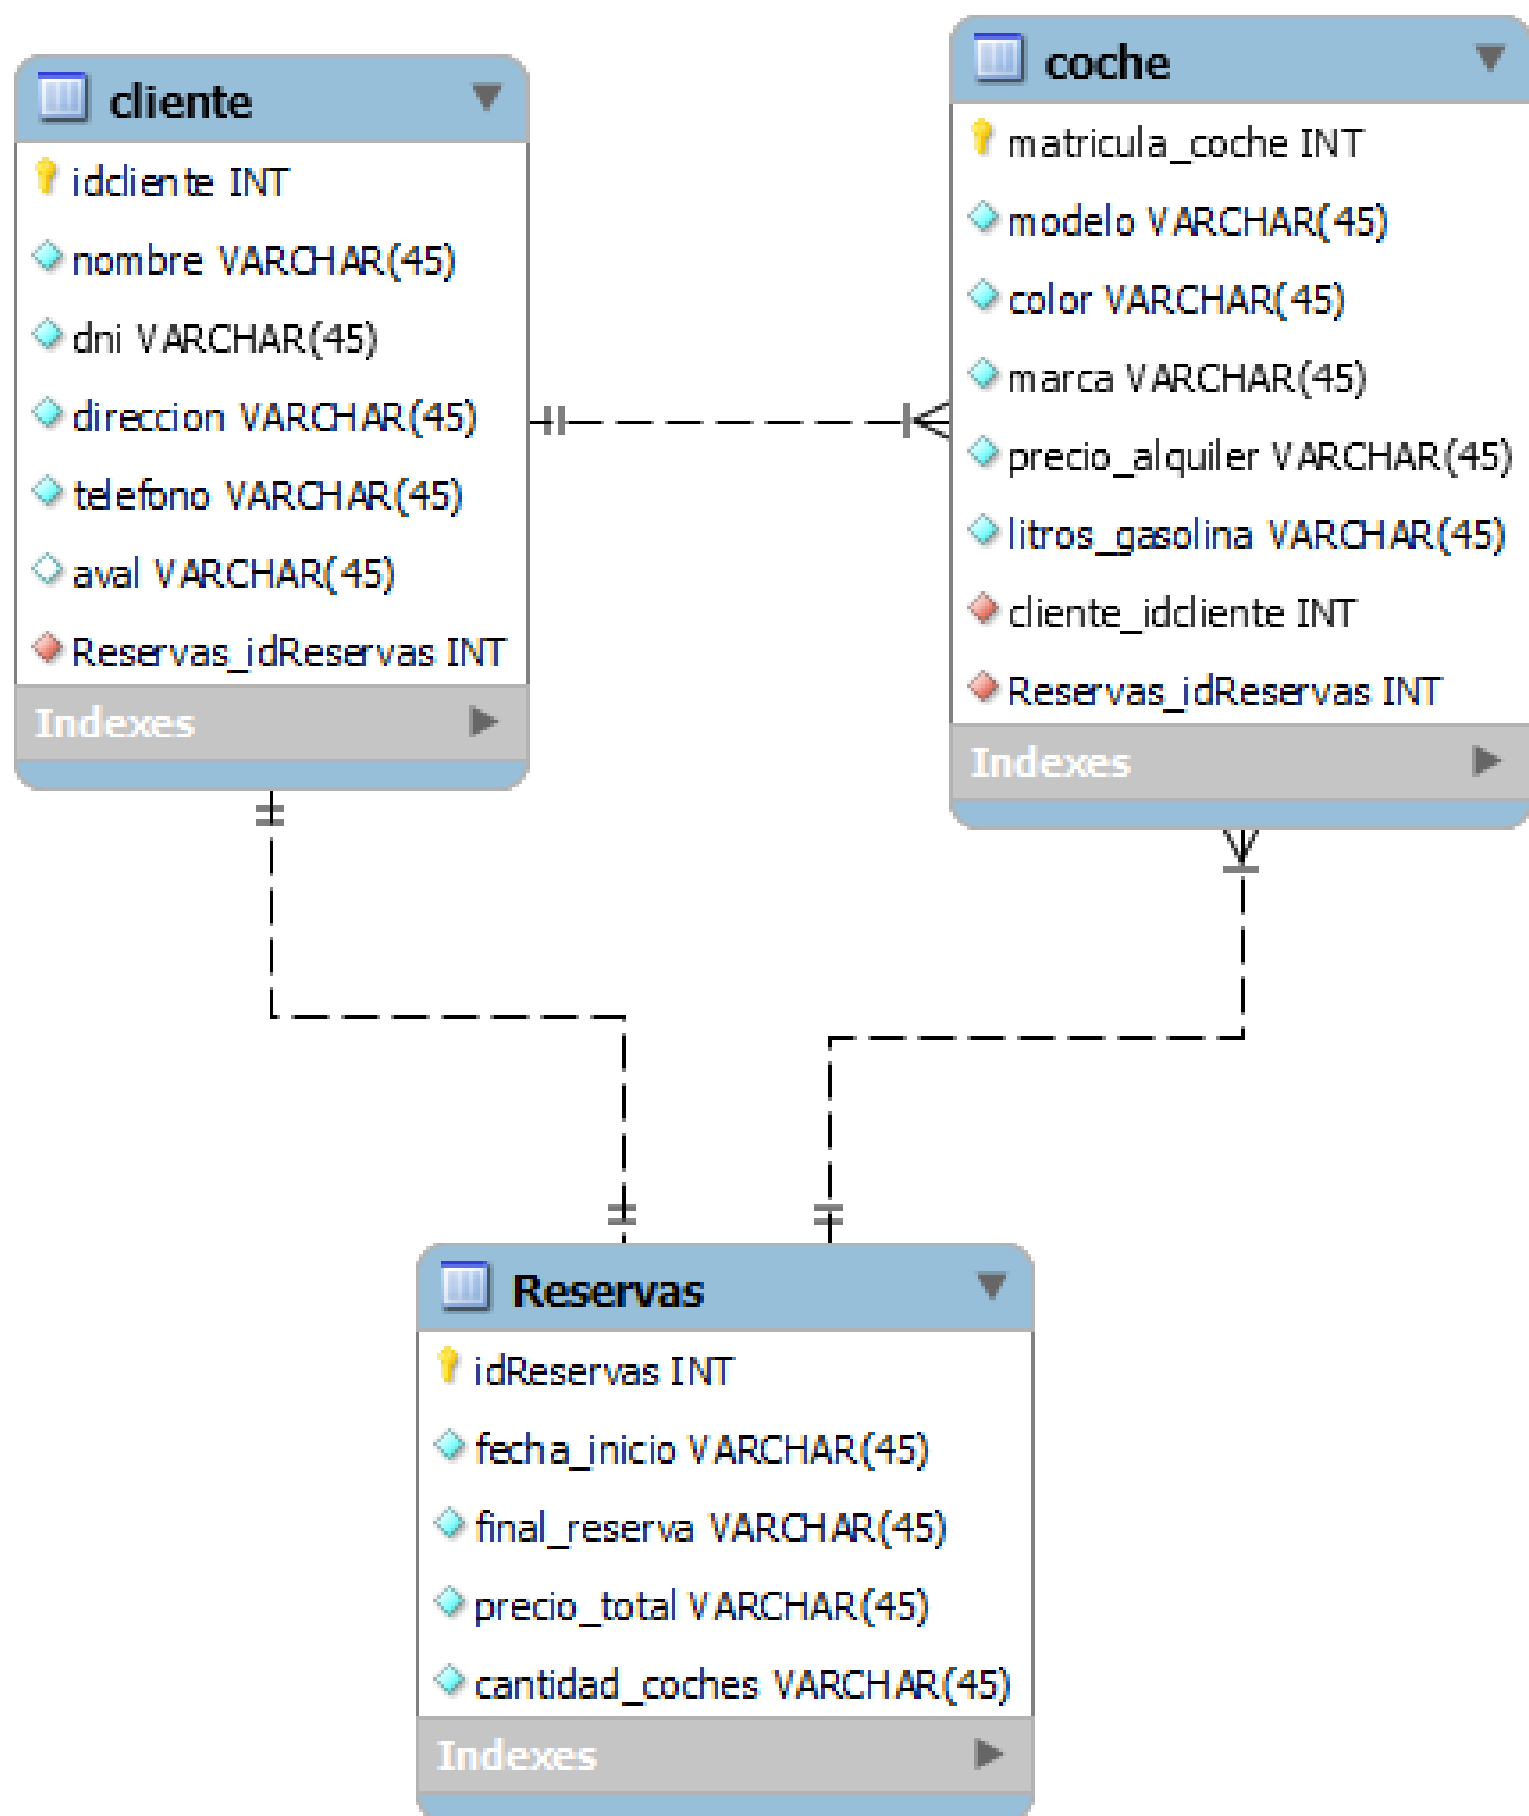 cliente
idcliente INT
nombre VARCHAR(45)
dni VARCHAR(45)
direccion VARCHAR(45)
telefono VARCHAR(45)
aval VARCHAR(45)
Reservas_idReservas INT
Indexes
coche
matricula_coche INT
modelo VARCHAR(45)
color VARCHAR(45)
marca VARCHAR(45)
precio_alquiler VARCHAR(45)
litros_gasolina VARCHAR(45)
cliente_idcliente INT
Reservas_idReservas INT
Indexes
Reservas
idReservas INT
fecha_inicio VARCHAR(45)
final_reserva VARCHAR(45)
precio_total VARCHAR(45)
cantidad_coches VARCHAR(45)
Indexes